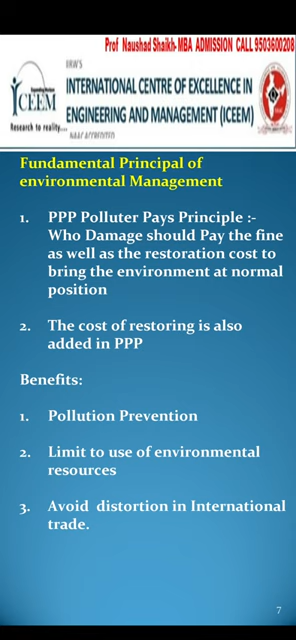 Prof Naushad Shaikh-MBA ADMISSION CALL 9503600208
IIRW'S
Expanding Horizons
ICEEM
Research to reality....
INTERNATIONAL CENTRE OF EXCELLENCE IN
ENGINEERING AND MANAGEMENT (ICEEM)
NAAC ACCREDITED
Fundamental Principal of
environmental Management
1. PPP Polluter Pays Principle :-
Who Damage should Pay the fine
as well as the restoration cost to
bring the environment at normal
position
2. The cost of restoring is also
added in PPP
Benefits:
1. Pollution Prevention
2. Limit to use of environmental
resources
3. Avoid distortion in International
trade.
7